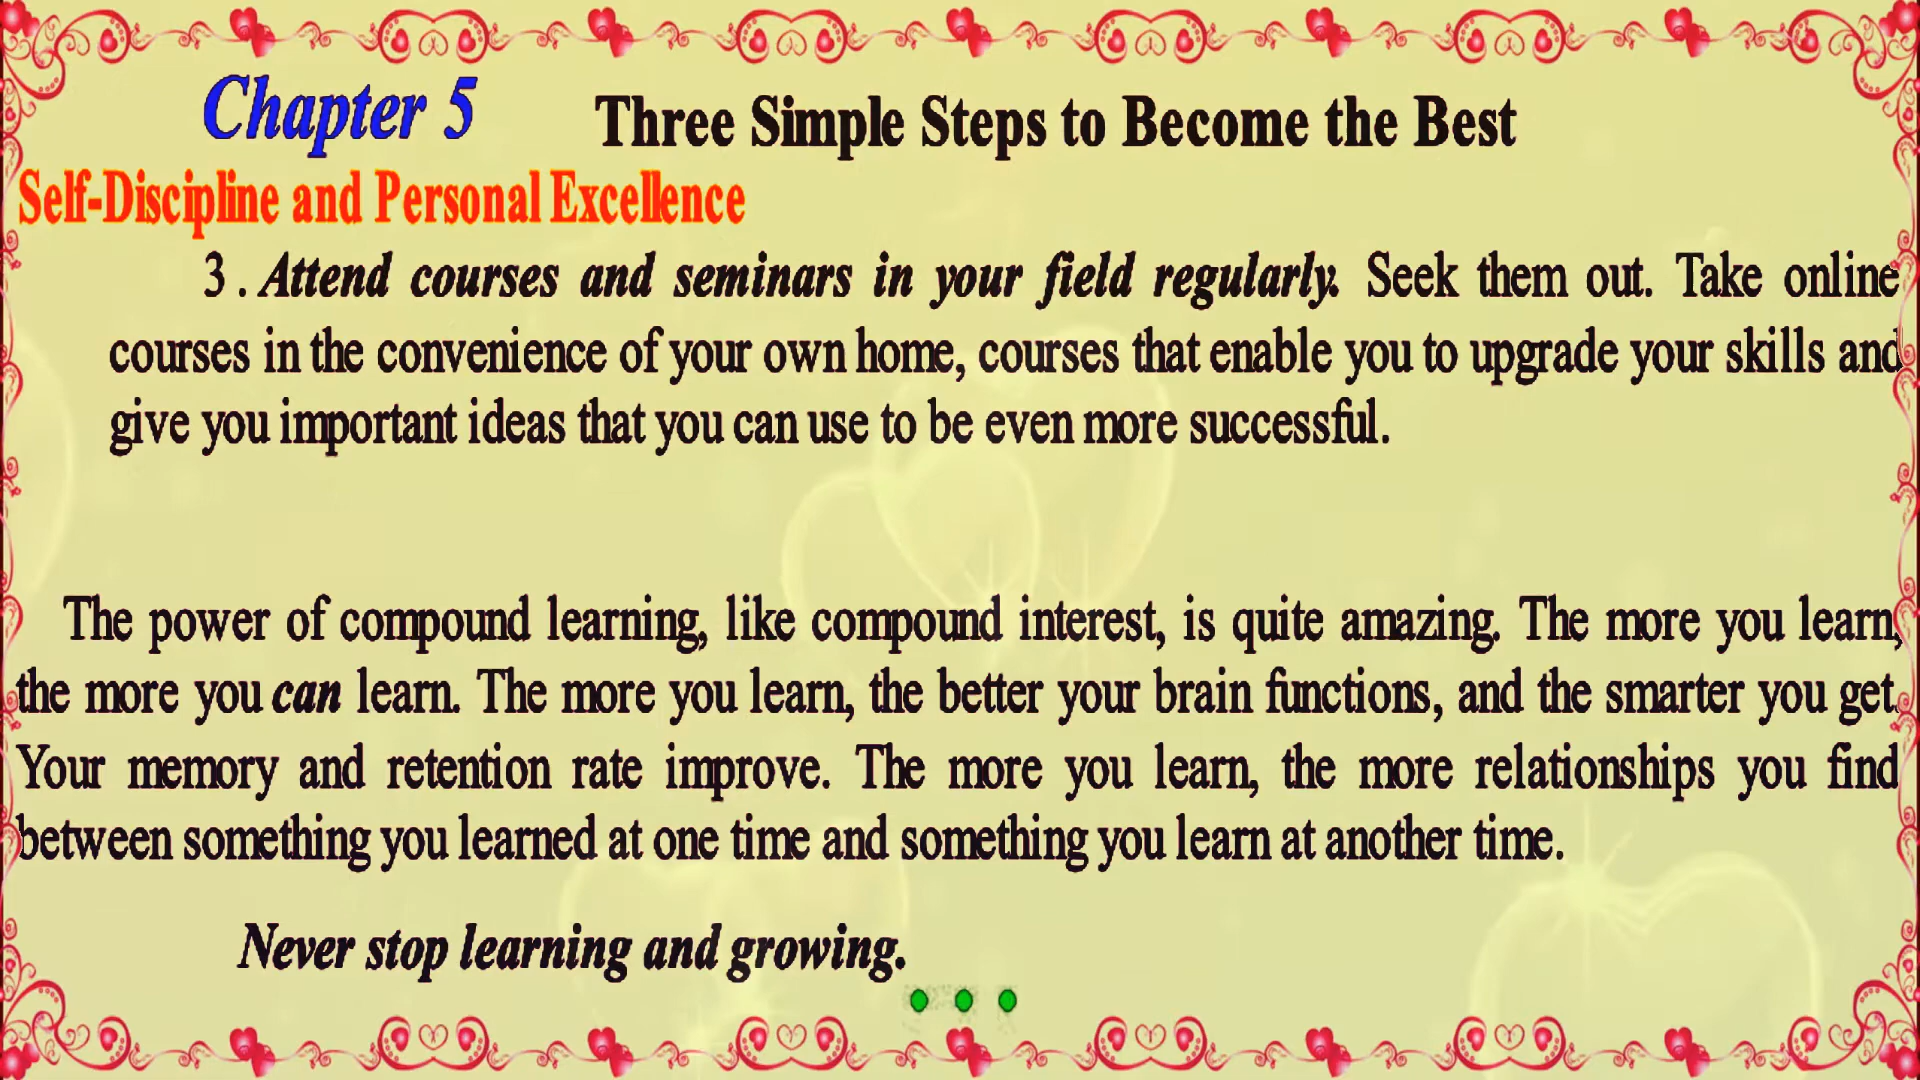 Chapter 5 Three Simple Steps to Become the Best
Self-Discipline and Personal Excellence
3 . Attend courses and seminars in your field regularly. Seek them out. Take online
courses in the convenience of your own home, courses that enable you to upgrade your skills and
give you important ideas that you can use to be even more successful.
The power of compound learning, like compound interest, is quite amazing. The more you learn,
the more you can learn. The more you learn, the better your brain functions, and the smarter you get.
Your memory and retention rate improve. The more you learn, the more relationships you find
between something you learned at one time and something you learn at another time.
Never stop learning and growing.